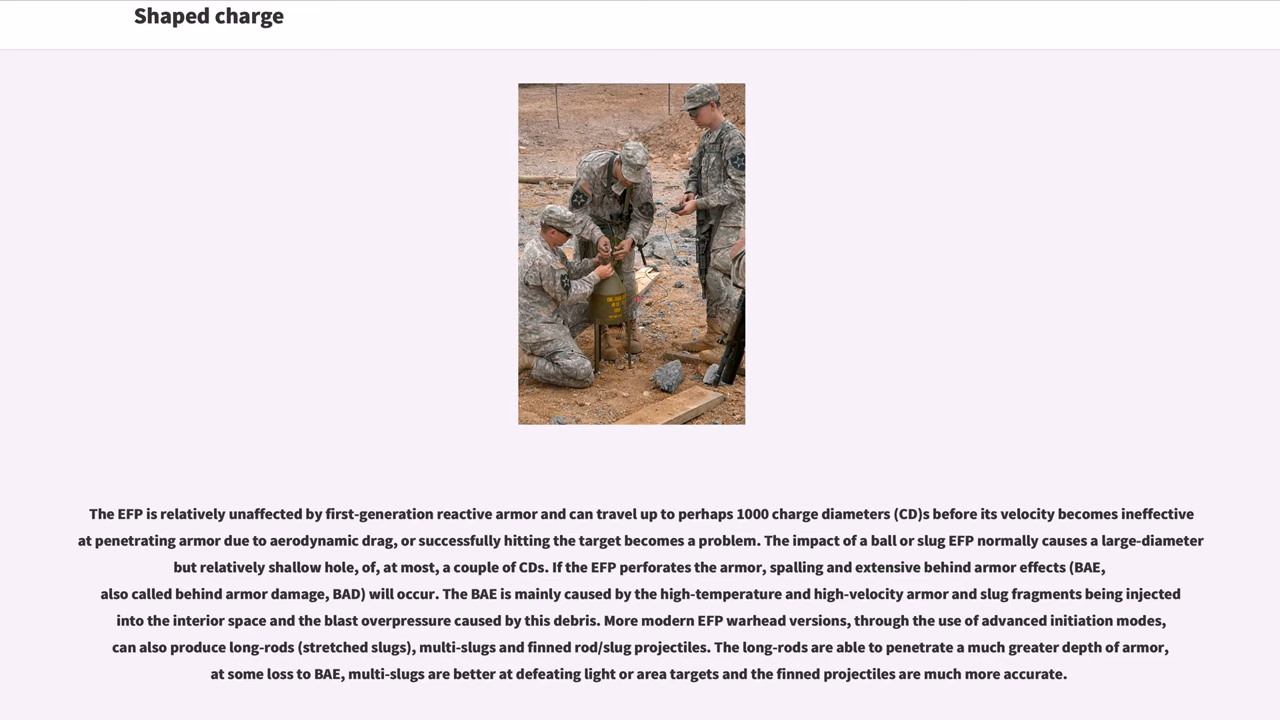 Shaped charge
The EFP is relatively unaffected by first-generation reactive armor and can travel up to perhaps 1000 charge diameters (CD)s before its velocity becomes ineffective
at penetrating armor due to aerodynamic drag, or successfully hitting the target becomes a problem. The impact of a ball or slug EFP normally causes a large-diameter
but relatively shallow hole, of, at most, a couple of CDs. If the EFP perforates the armor, spalling and extensive behind armor effects (BAE,
also called behind armor damage, BAD) will occur. The BAE is mainly caused by the high-temperature and high-velocity armor and slug fragments being injected
into the interior space and the blast overpressure caused by this debris. More modern EFP warhead versions, through the use of advanced initiation modes,
can also produce long-rods (stretched slugs), multi-slugs and finned rod/slug projectiles. The long-rods are able to penetrate a much greater depth of armor,
at some loss to BAE, multi-slugs are better at defeating light or area targets and the finned projectiles are much more accurate.